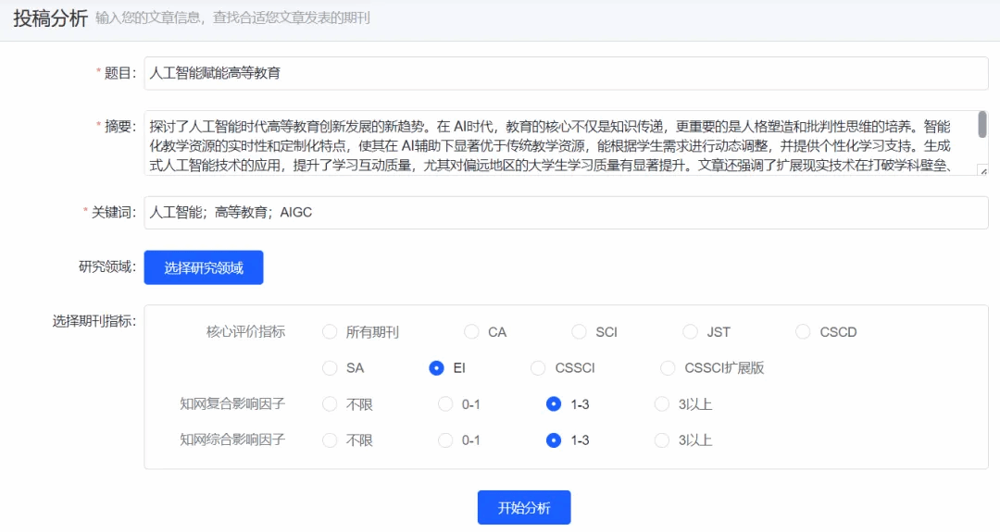 投稿分析 输入您的文章信息，查找合适您文章发表的期刊
* 题目： 人工智能赋能高等教育
* 摘要： 探讨了人工智能时代高等教育创新发展的新趋势。在 AI时代，教育的核心不仅是知识传递，更重要的是人格塑造和批判性思维的培养。智能
化教学资源的实时性和定制化特点，使其在 AI辅助下显著优于传统教学资源，能根据学生需求进行动态调整，并提供个性化学习支持。生成
式人工智能技术的应用，提升了学习互动质量，尤其对偏远地区的大学生学习质量有显著提升。文章还强调了扩展现实技术在打破学科壁垒、
* 关键词： 人工智能；高等教育；AIGC
研究领域： 选择研究领域
选择期刊指标：
核心评价指标 所有期刊 CA SCI JST CSCD
SA EI CSSCI CSSCI扩展版
知网复合影响因子 不限 0-1 1-3 3以上
知网综合影响因子 不限 0-1 1-3 3以上
开始分析